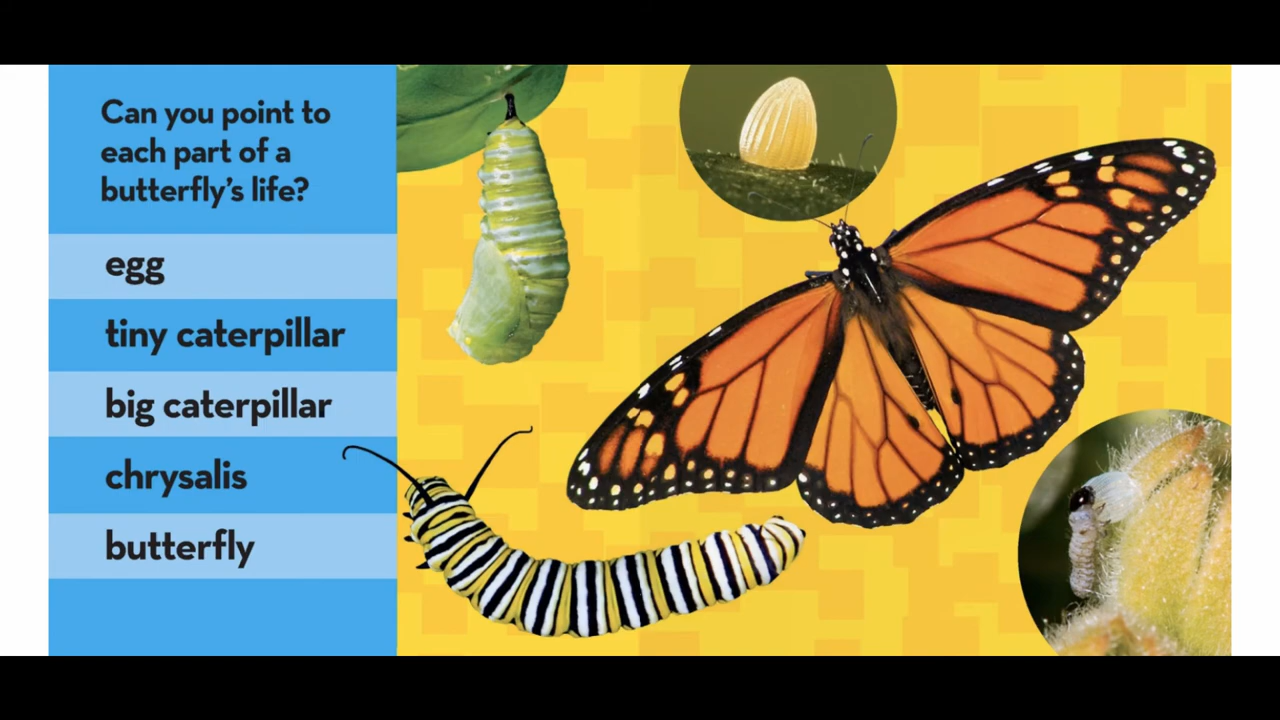 Can you point to
each part of a
butterfly's life?
egg
tiny caterpillar
big caterpillar
chrysalis
butterfly